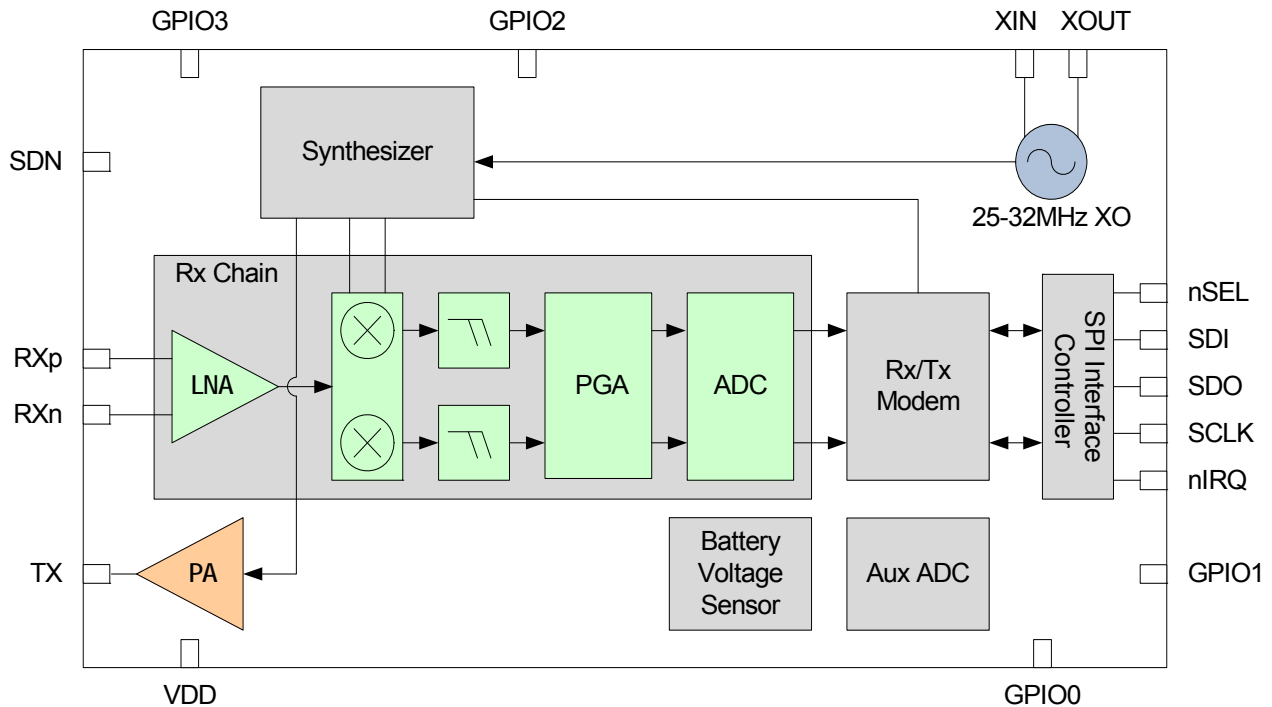 GPIO3
GPIO2
XIN
XOUT
SDN
Synthesizer
25-32MHz XO
Rx Chain
RXp
RXn
LNA
PGA
ADC
Rx/Tx
Modem
SPI Interface
Controller
nSEL
SDI
SDO
SCLK
nIRQ
TX
PA
Battery
Voltage
Sensor
Aux ADC
GPIO1
VDD
GPIO0